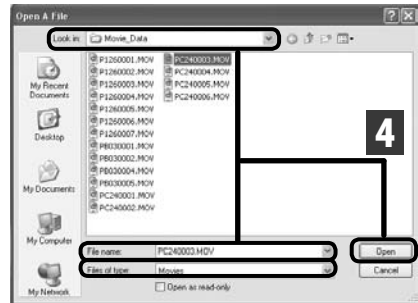 Open A File
Look in: Movie_Data
My Recent Documents
Desktop
My Documents
My Computer
My Network
P1260001.MOV
P1260002.MOV
P1260003.MOV
P1260004.MOV
P1260005.MOV
P1260006.MOV
P1260007.MOV
PB030001.MOV
PB030002.MOV
PB030004.MOV
PB030005.MOV
PC240001.MOV
PC240002.MOV
PC240003.MOV
PC240004.MOV
PC240005.MOV
PC240006.MOV
4
File name: PC240003.MOV Open
Files of type: Movies Cancel
Open as read-only